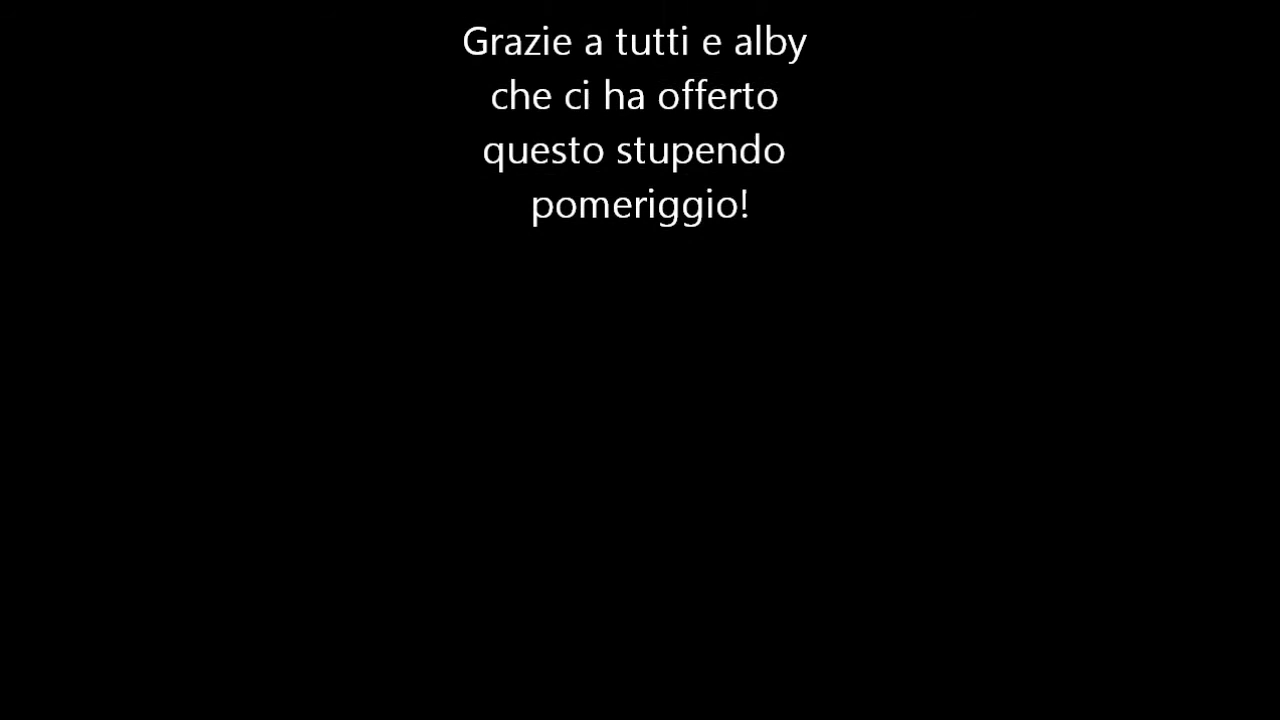 Grazie a tutti e alby
che ci ha offerto
questo stupendo
pomeriggio!